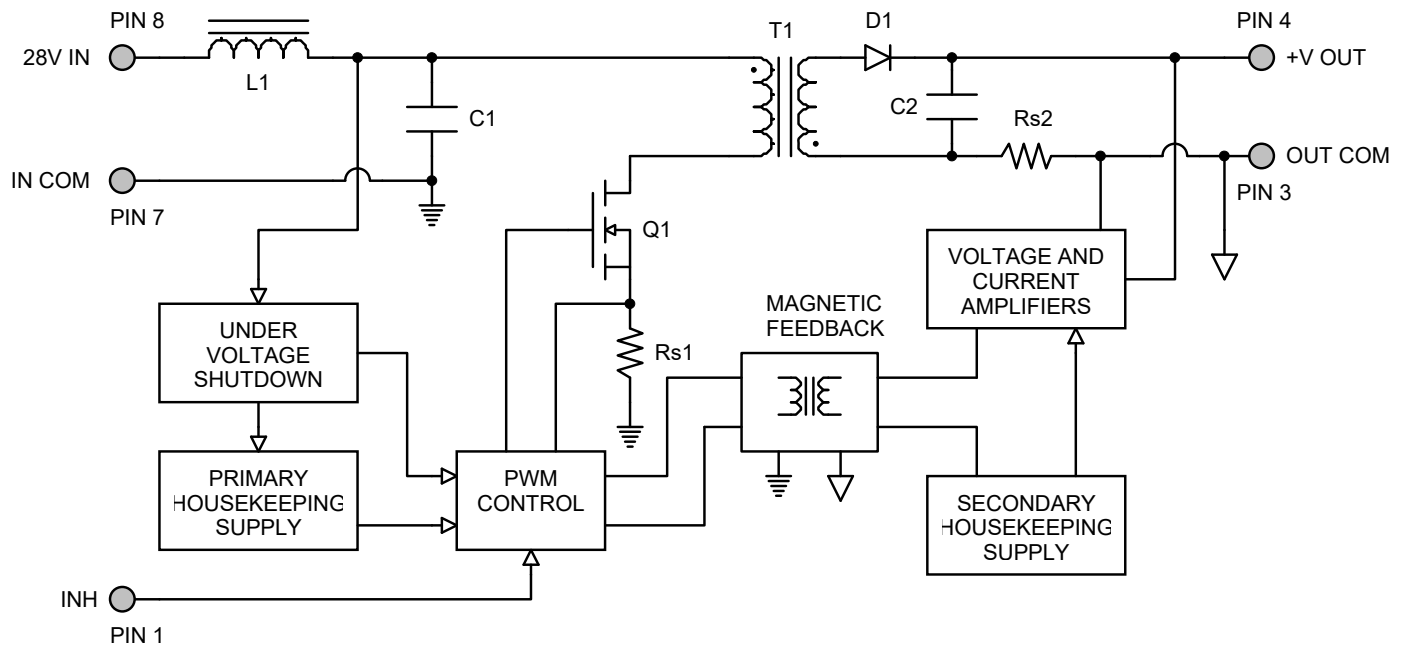 PIN 8
28V IN
L1
C1
IN COM
PIN 7
T1
D1
C2
Rs2
PIN 4
+V OUT
OUT COM
PIN 3
Q1
Rs1
UNDER
VOLTAGE
SHUTDOWN
PRIMARY
HOUSEKEEPING
SUPPLY
PWM
CONTROL
MAGNETIC
FEEDBACK
VOLTAGE AND
CURRENT
AMPLIFIERS
SECONDARY
HOUSEKEEPING
SUPPLY
INH
PIN 1